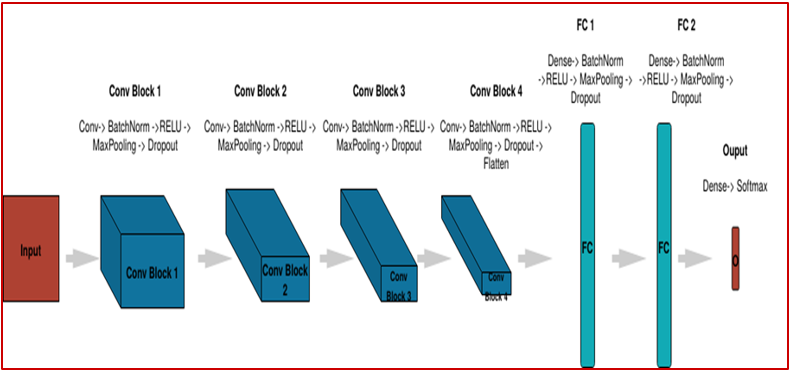 FC 1
Dense-> BatchNorm
->RELU -> MaxPooling ->
Dropout
FC 2
Dense-> BatchNorm
->RELU -> MaxPooling ->
Dropout
Conv Block 1
Conv-> BatchNorm ->RELU ->
MaxPooling -> Dropout
Conv Block 2
Conv-> BatchNorm ->RELU ->
MaxPooling -> Dropout
Conv Block 3
Conv-> BatchNorm ->RELU ->
MaxPooling -> Dropout
Conv Block 4
Conv-> BatchNorm ->RELU ->
MaxPooling -> Dropout ->
Flatten
Ouput
Dense-> Softmax
Input
Conv Block 1
Conv Block
2
Conv
Block 3
Conv
Block 4
FC
FC
O